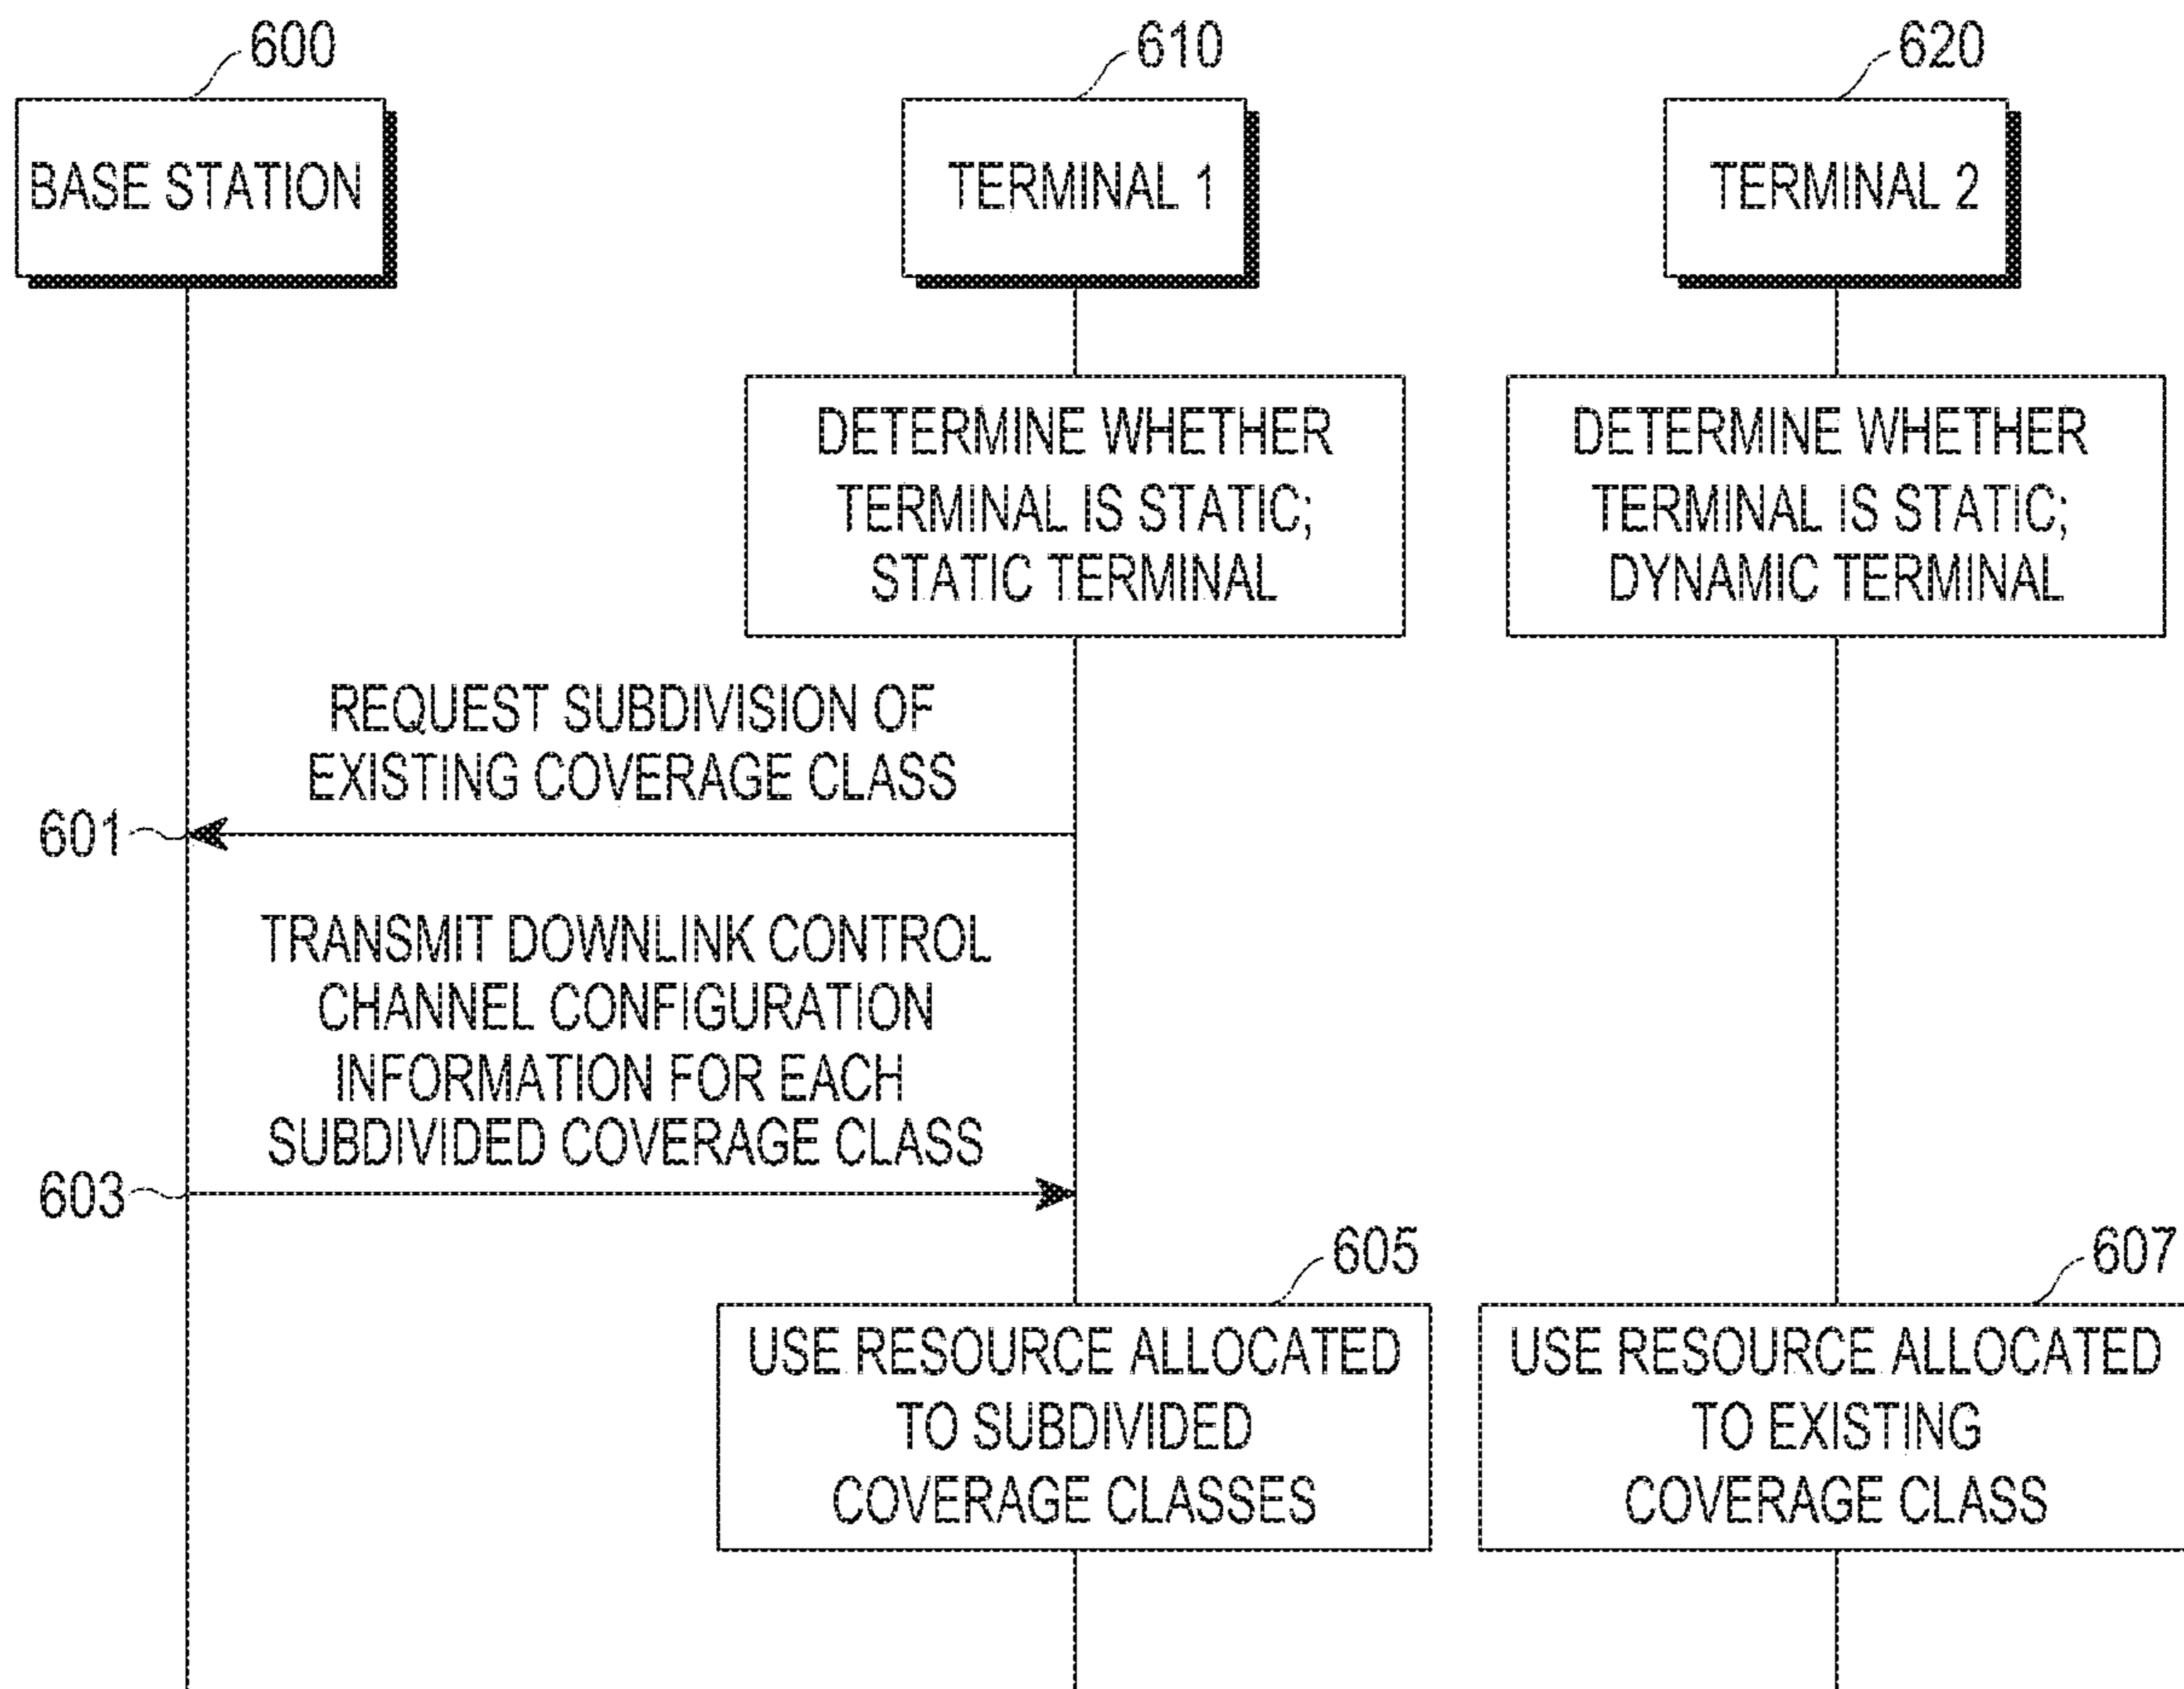 600
610
620
BASE STATION
TERMINAL 1
TERMINAL 2
DETERMINE WHETHER
TERMINAL IS STATIC;
STATIC TERMINAL
DETERMINE WHETHER
TERMINAL IS STATIC;
DYNAMIC TERMINAL
REQUEST SUBDIVISION OF
EXISTING COVERAGE CLASS
601
TRANSMIT DOWNLINK CONTROL
CHANNEL CONFIGURATION
INFORMATION FOR EACH
SUBDIVIDED COVERAGE CLASS
603
605
607
USE RESOURCE ALLOCATED
TO SUBDIVIDED
COVERAGE CLASSES
USE RESOURCE ALLOCATED
TO EXISTING
COVERAGE CLASS